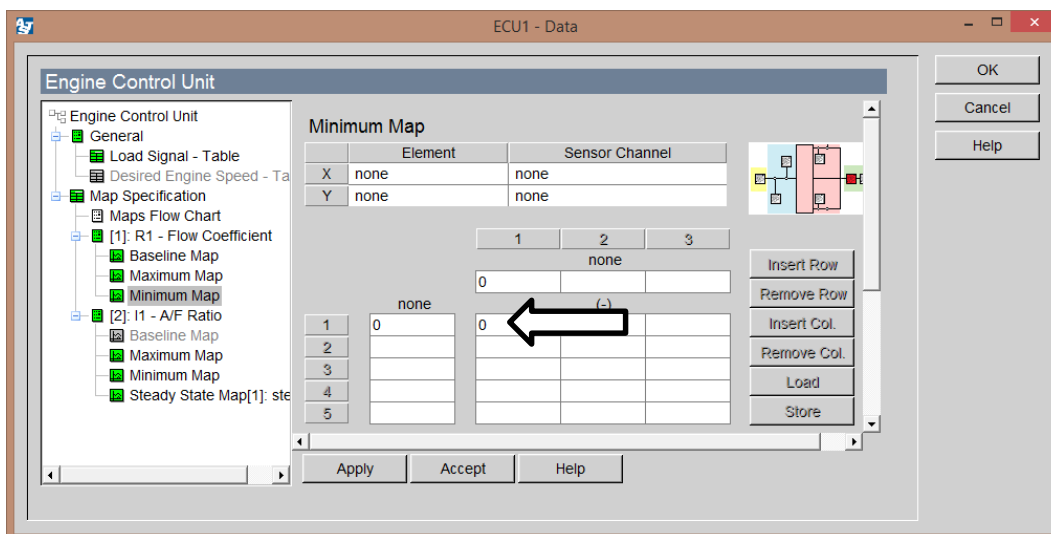 ECU1 - Data
Engine Control Unit
OK
Cancel
Help
Engine Control Unit
General
Load Signal - Table
Desired Engine Speed - Ta
Map Specification
Maps Flow Chart
[1]: R1 - Flow Coefficient
Baseline Map
Maximum Map
Minimum Map
[2]: I1 - A/F Ratio
Baseline Map
Maximum Map
Minimum Map
Steady State Map[1]: ste
Minimum Map
Element Sensor Channel
X none none
Y none none
1 2 3
none
0
none (-)
1 0 0
2
3
4
5
Insert Row
Remove Row
Insert Col.
Remove Col.
Load
Store
Apply Accept Help